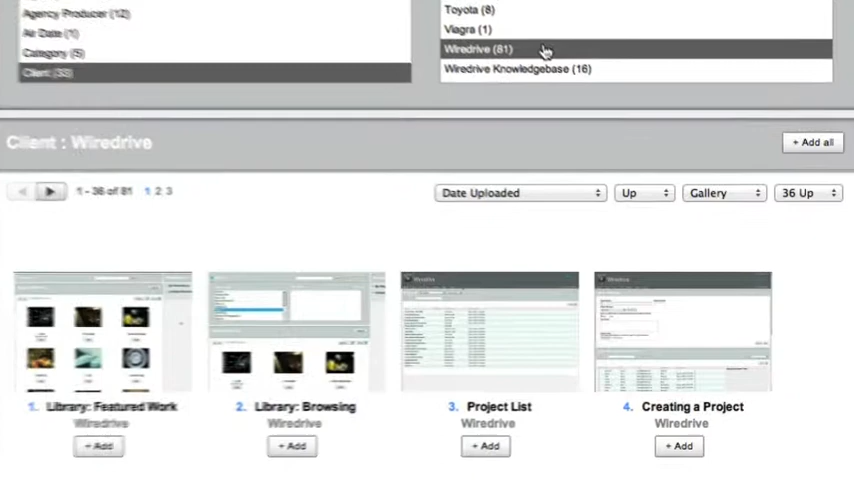 Agency Producer (12)
Air Date (1)
Category (5)
Client (33)
Toyota (8)
Viagra (1)
Wiredrive (81)
Wiredrive Knowledgebase (16)
Client : Wiredrive
+ Add all
1 - 36 of 81 1 2 3
Date Uploaded Up Gallery 36 Up
1. Library: Featured Work
Wiredrive
+ Add
2. Library: Browsing
Wiredrive
+ Add
3. Project List
Wiredrive
+ Add
4. Creating a Project
Wiredrive
+ Add